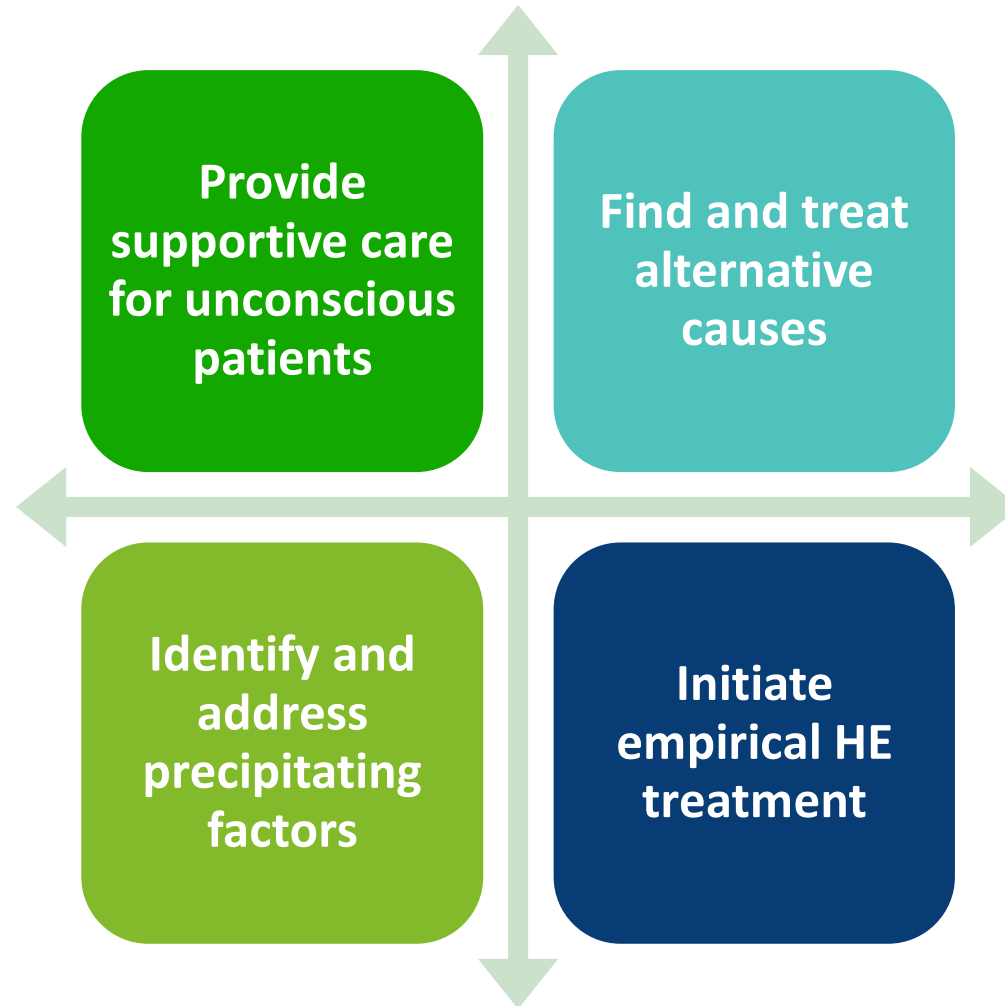 Provide
supportive care
for unconscious
patients
Find and treat
alternative
causes
Identify and
address
precipitating
factors
Initiate
empirical HE
treatment